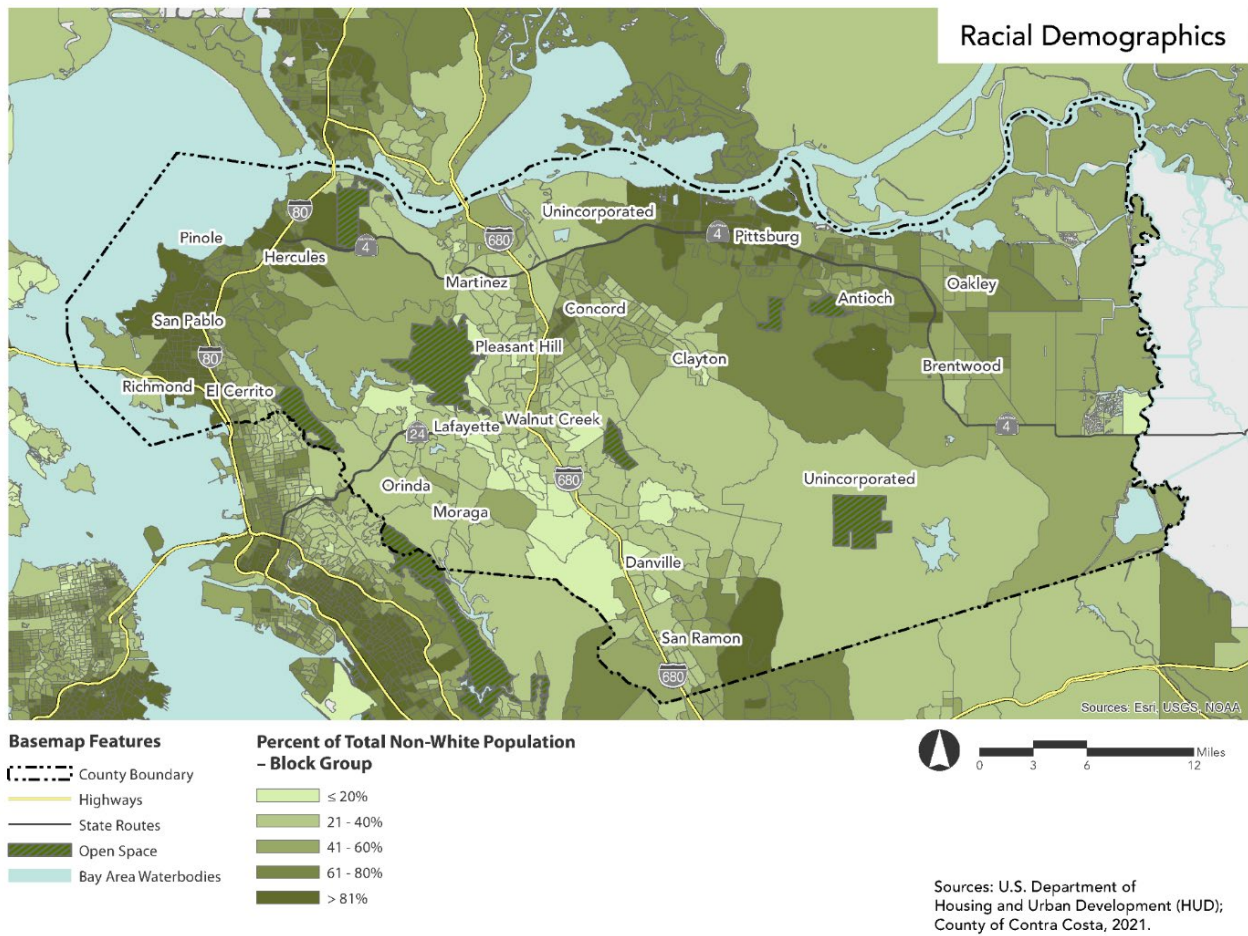 Racial Demographics
80
Unincorporated
680
4
Pinole
Pittsburg
Hercules
4
Martinez
Oakley
Antioch
Concord
San Pablo
Pleasant Hill
80
Clayton
Brentwood
Richmond
El Cerrito
Walnut Creek
Lafayette
24
4
680
Unincorporated
Orinda
Moraga
Danville
San Ramon
680
Sources: Esri, USGS, NOAA
Basemap Features
County Boundary
Highways
State Routes
Open Space
Bay Area Waterbodies
Percent of Total Non-White Population
– Block Group
≤ 20%
21 - 40%
41 - 60%
61 - 80%
> 81%
Miles
0 3 6 12
Sources: U.S. Department of
Housing and Urban Development (HUD);
County of Contra Costa, 2021.